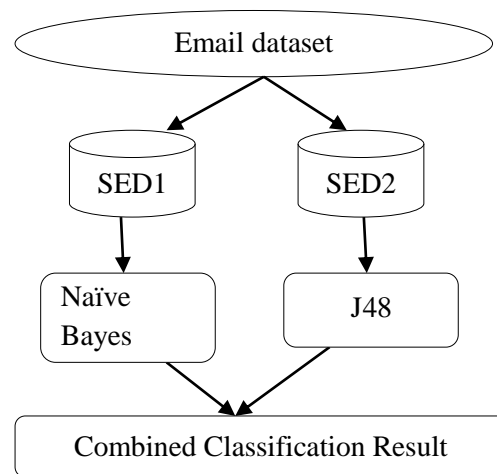 Email dataset
SED1
SED2
Naïve
Bayes
J48
Combined Classification Result